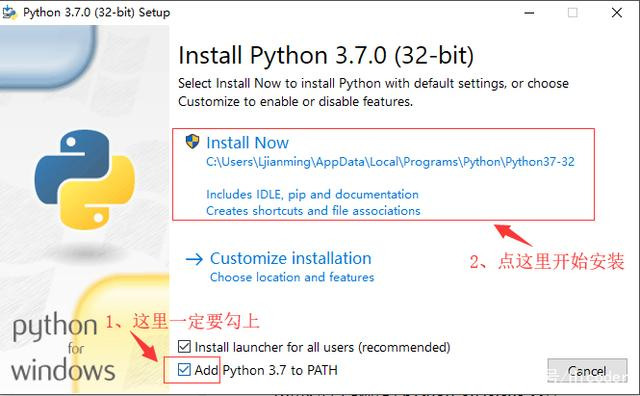 Python 3.7.0 (32-bit) Setup
Install Python 3.7.0 (32-bit)
Select Install Now to install Python with default settings, or choose
Customize to enable or disable features.
Install Now
C:\Users\Ljianming\AppData\Local\Programs\Python\Python37-32
Includes IDLE, pip and documentation
Creates shortcuts and file associations
2、点这里开始安装
Customize installation
Choose location and features
1、这里一定要勾上
python
for
windows
Install launcher for all users (recommended)
Add Python 3.7 to PATH
Cancel